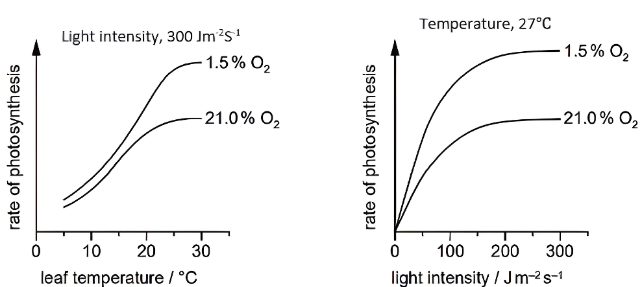 Light intensity, 300 Jm⁻²S⁻¹
rate of photosynthesis
1.5 % O₂
21.0 % O₂
0 10 20 30
leaf temperature / °C
Temperature, 27°C
rate of photosynthesis
1.5 % O₂
21.0 % O₂
0 100 200 300
light intensity / J m⁻² s⁻¹